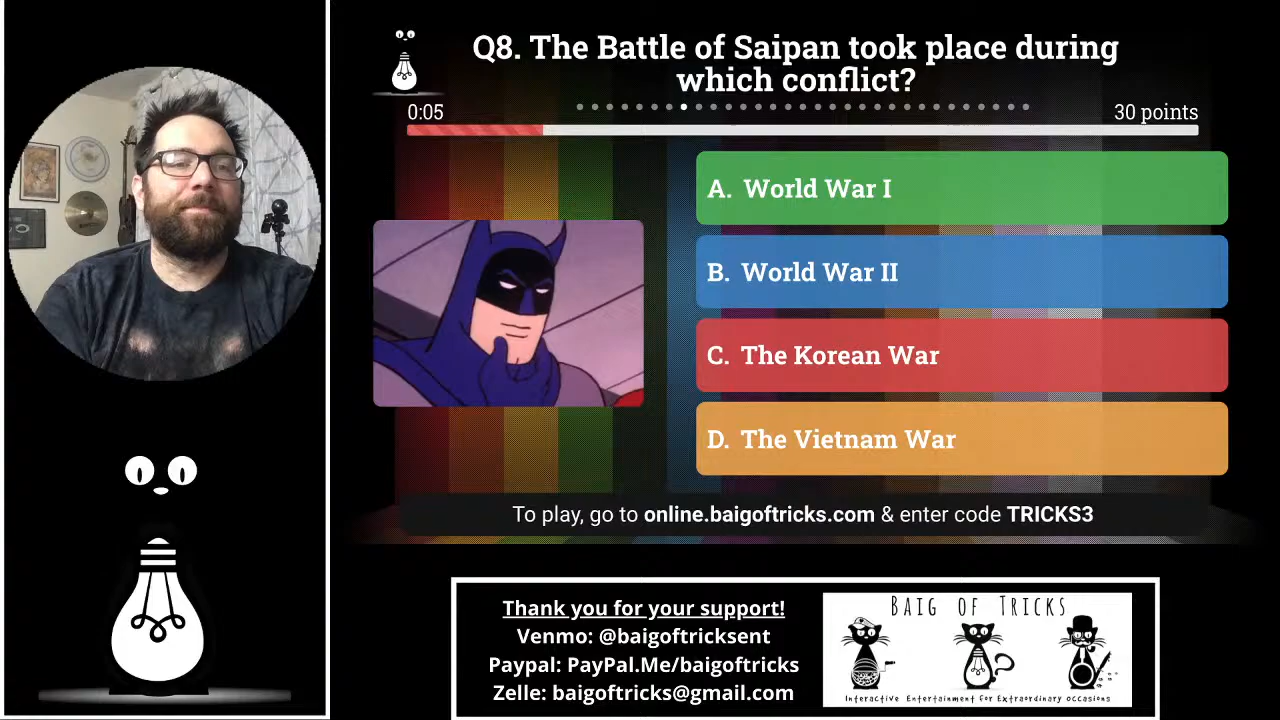 Q8. The Battle of Saipan took place during
which conflict?
0:05
30 points
A. World War I
B. World War II
C. The Korean War
D. The Vietnam War
To play, go to online.baigoftricks.com & enter code TRICKS3
Thank you for your support!
Venmo: @baigoftricksent
Paypal: PayPal.Me/baigoftricks
Zelle: baigoftricks@gmail.com
BAIG OF TRICKS
Interactive Entertainment for Extraordinary occasions